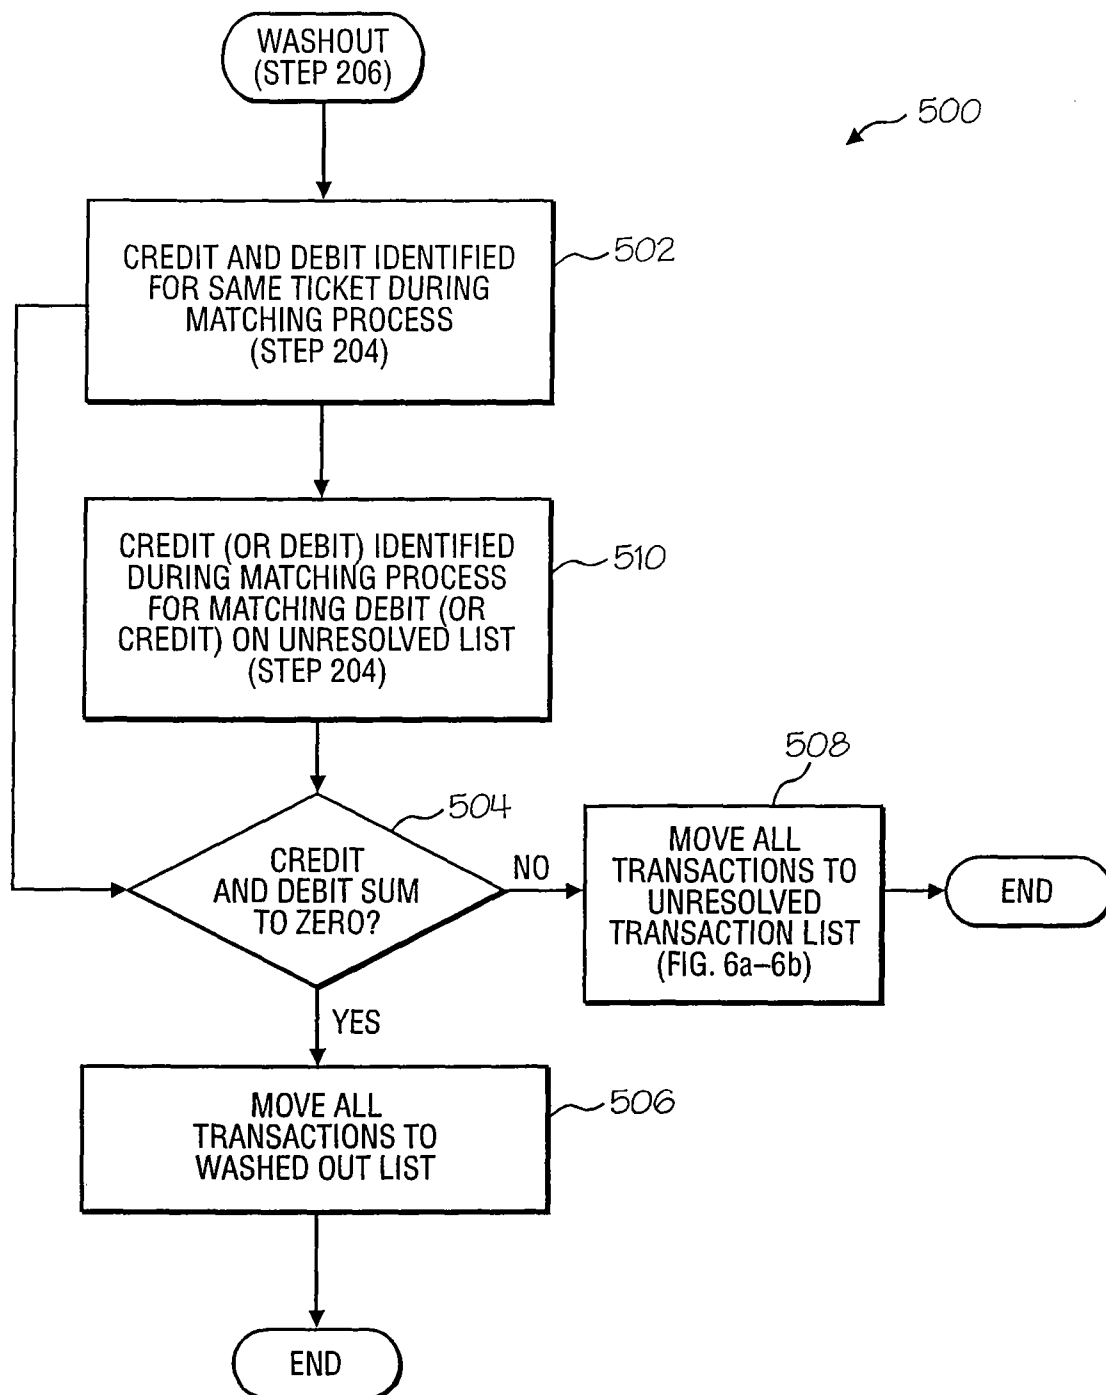 WASHOUT
(STEP 206)
500
CREDIT AND DEBIT IDENTIFIED
FOR SAME TICKET DURING
MATCHING PROCESS
(STEP 204)
502
CREDIT (OR DEBIT) IDENTIFIED
DURING MATCHING PROCESS
FOR MATCHING DEBIT (OR
CREDIT) ON UNRESOLVED LIST
(STEP 204)
510
CREDIT
AND DEBIT SUM
TO ZERO?
504
NO
508
MOVE ALL
TRANSACTIONS TO
UNRESOLVED
TRANSACTION LIST
(FIG. 6a–6b)
END
YES
MOVE ALL
TRANSACTIONS TO
WASHED OUT LIST
506
END